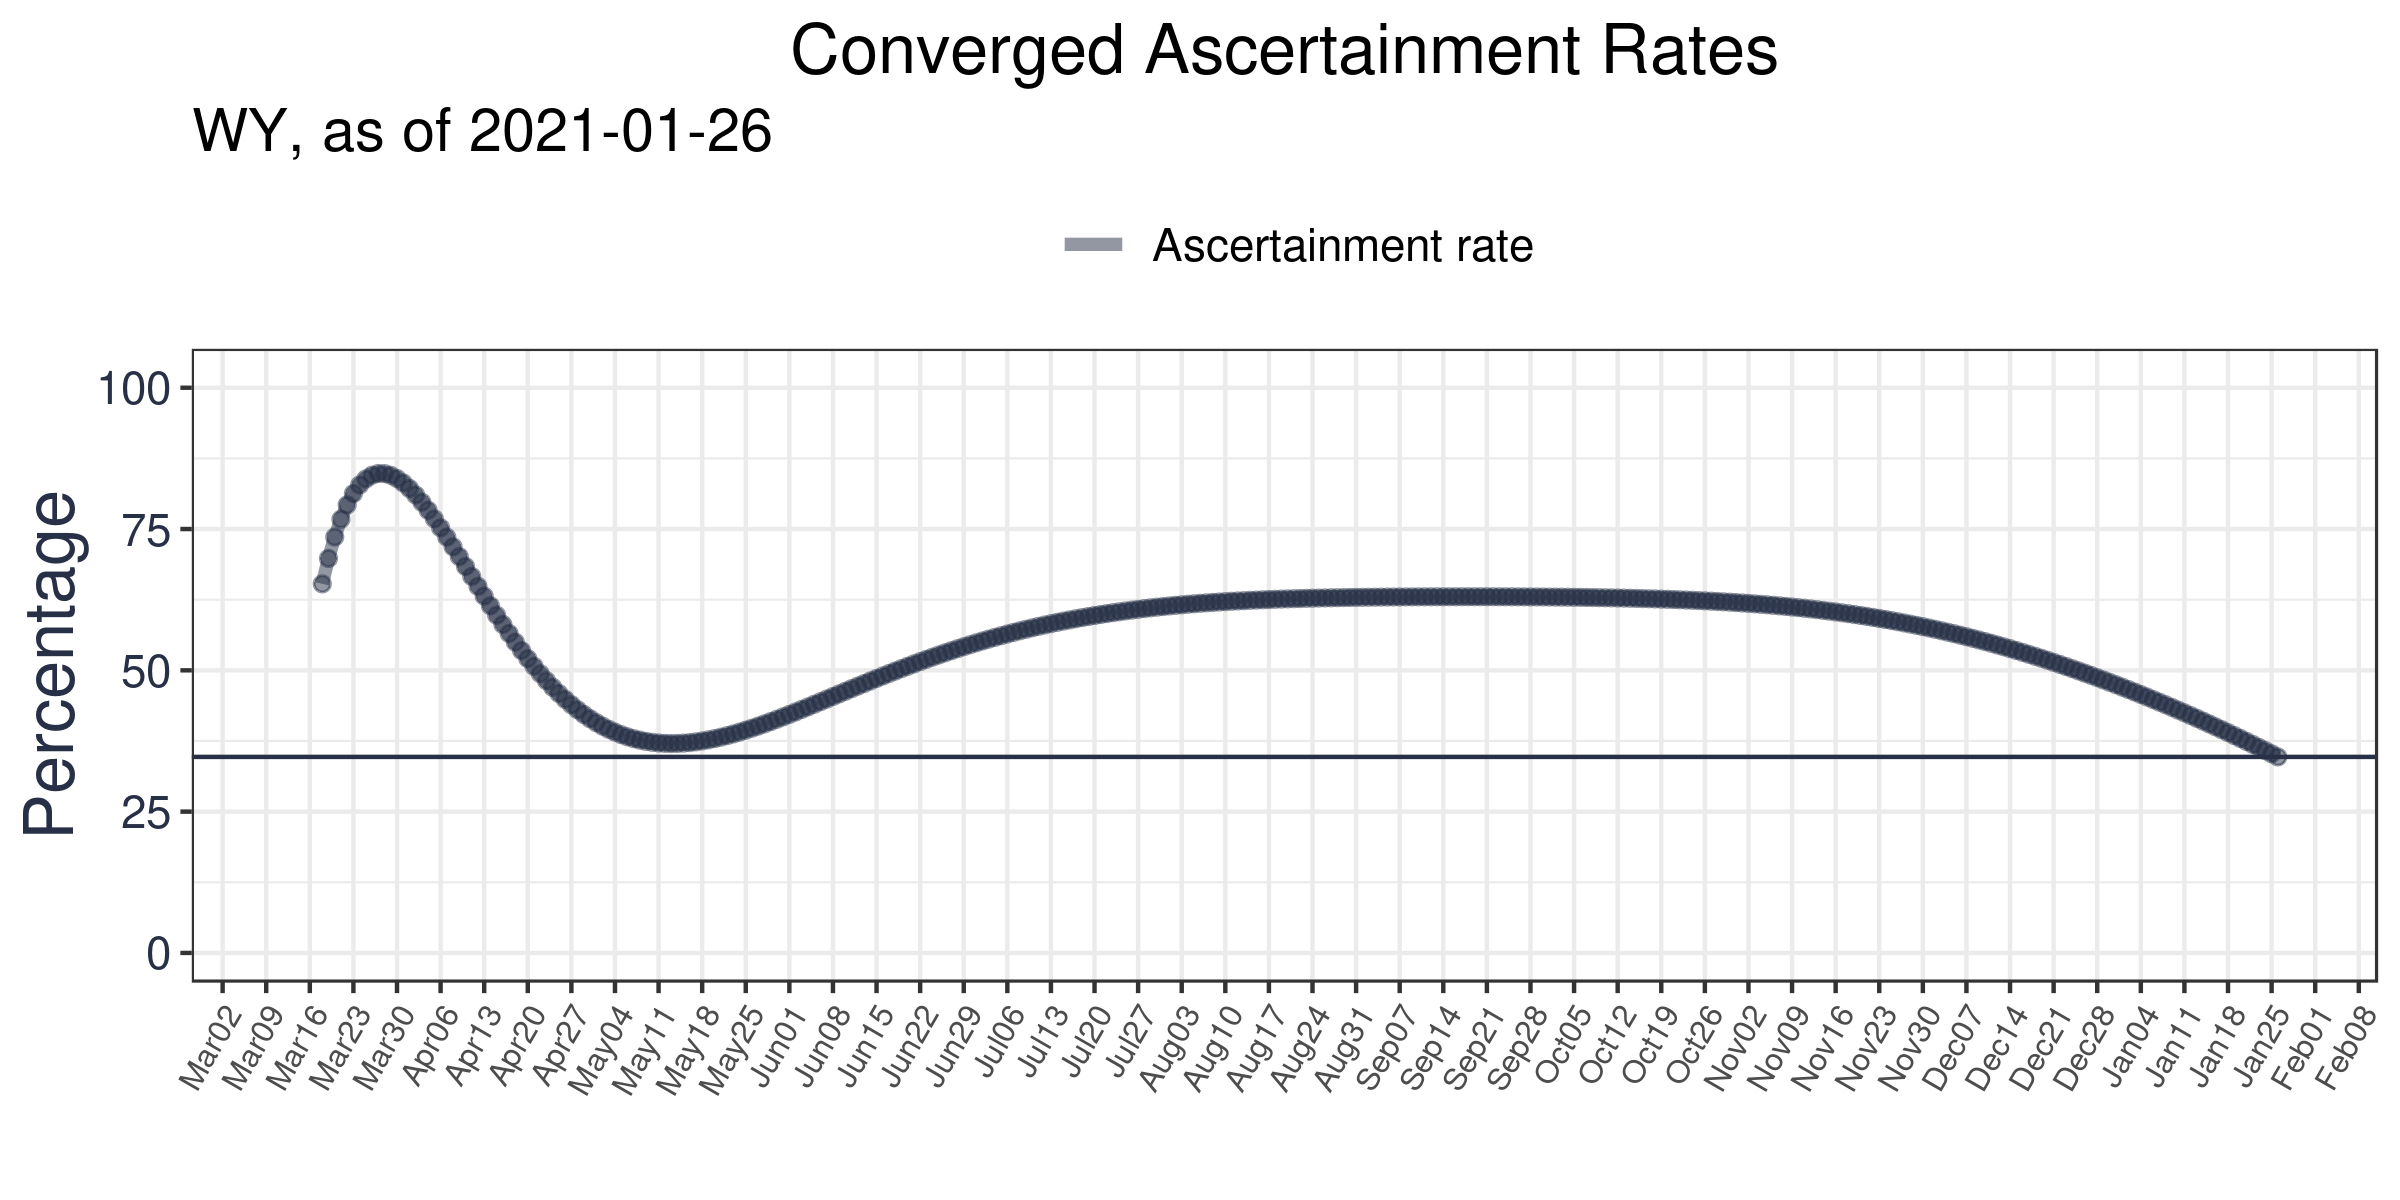 Converged Ascertainment Rates
WY, as of 2021-01-26
Ascertainment rate
Percentage
100
75
50
25
0
Mar02 Mar09 Mar16 Mar23 Mar30 Apr06 Apr13 Apr20 Apr27 May04 May11 May18 May25 Jun01 Jun08 Jun15 Jun22 Jun29 Jul06 Jul13 Jul20 Jul27 Aug03 Aug10 Aug17 Aug24 Aug31 Sep07 Sep14 Sep21 Sep28 Oct05 Oct12 Oct19 Oct26 Nov02 Nov09 Nov16 Nov23 Nov30 Dec07 Dec14 Dec21 Dec28 Jan04 Jan11 Jan18 Jan25 Feb01 Feb08